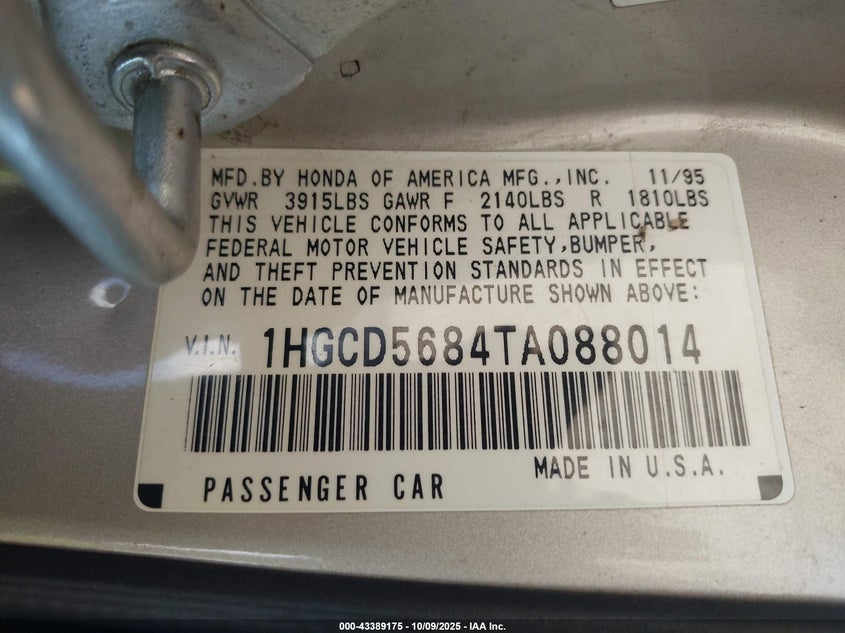 MFD.BY HONDA OF AMERICA MFG.,INC. 11/95
GVWR 3915LBS GAWR F 2140LBS R 1810LBS
THIS VEHICLE CONFORMS TO ALL APPLICABLE
FEDERAL MOTOR VEHICLE SAFETY,BUMPER,
AND THEFT PREVENTION STANDARDS IN EFFECT
ON THE DATE OF MANUFACTURE SHOWN ABOVE:
V.I.N. 1HGCD5684TA088014
MADE IN U.S.A.
PASSENGER CAR
000-43389175 - 10/09/2025 - IAA Inc.